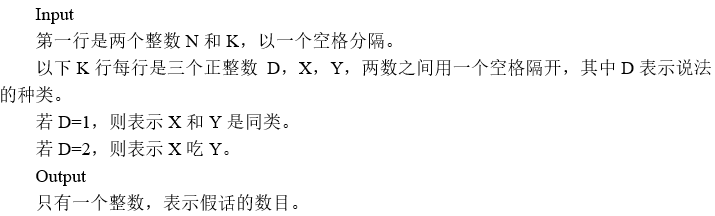 Input
第一行是两个整数 N 和 K，以一个空格分隔。
以下 K 行每行是三个正整数 D，X，Y，两数之间用一个空格隔开，其中 D 表示说法
的种类。
若 D=1，则表示 X 和 Y 是同类。
若 D=2，则表示 X 吃 Y。
Output
只有一个整数，表示假话的数目。